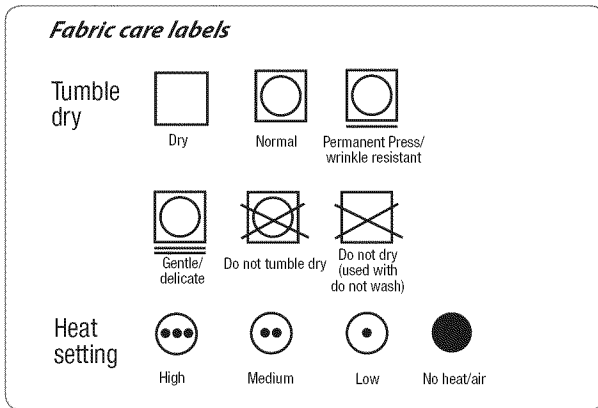 Fabric care labels
Tumble
dry
Dry
Normal
Permanent Press/
wrinkle resistant
Gentle/
delicate
Do not tumble dry
Do not dry
(used with
do not wash)
Heat
setting
High
Medium
Low
No heat/air